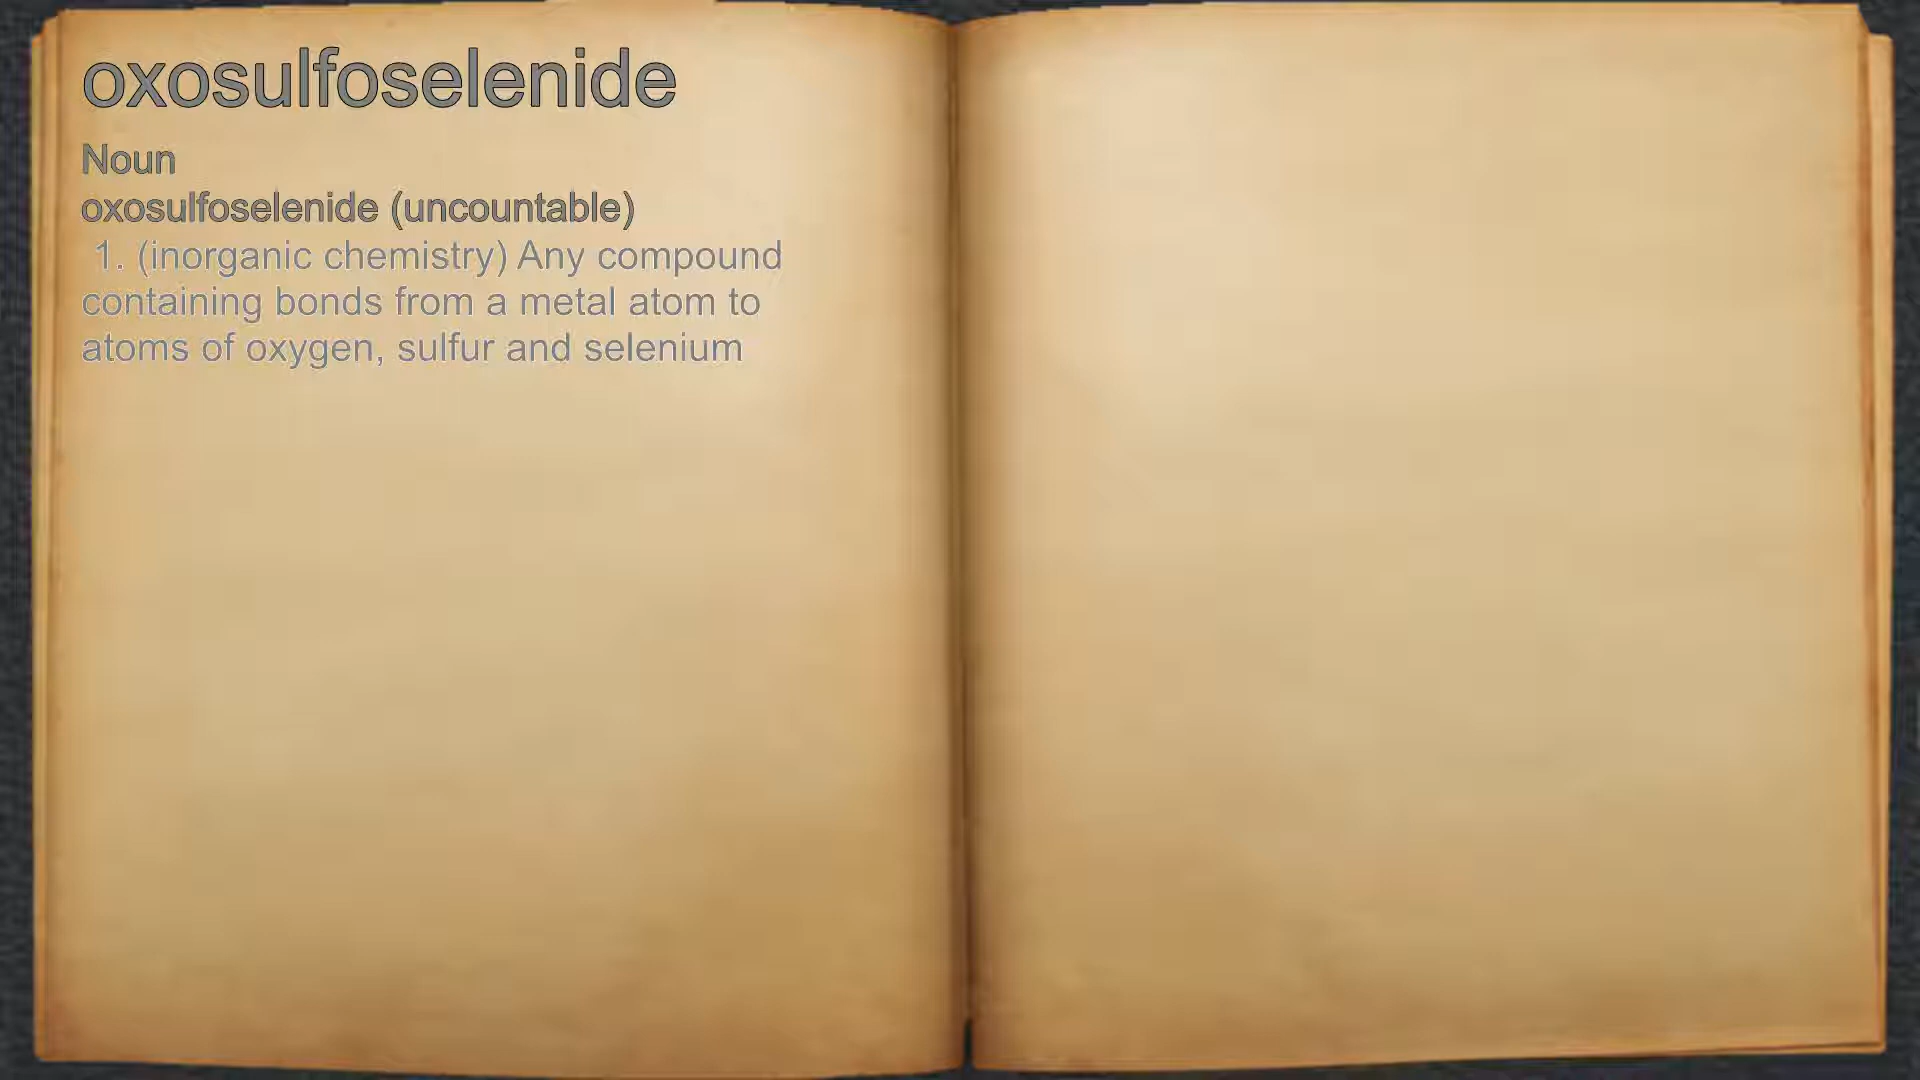 oxosulfoselenide
Noun
oxosulfoselenide (uncountable)
1. (inorganic chemistry) Any compound
containing bonds from a metal atom to
atoms of oxygen, sulfur and selenium